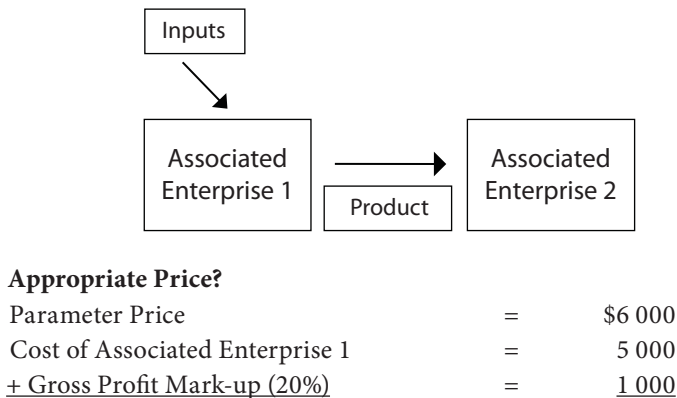 Inputs
Associated
Enterprise 1
Product
Associated
Enterprise 2
Appropriate Price?
Parameter Price = $6 000
Cost of Associated Enterprise 1 = 5 000
+ Gross Profit Mark-up (20%) = 1 000